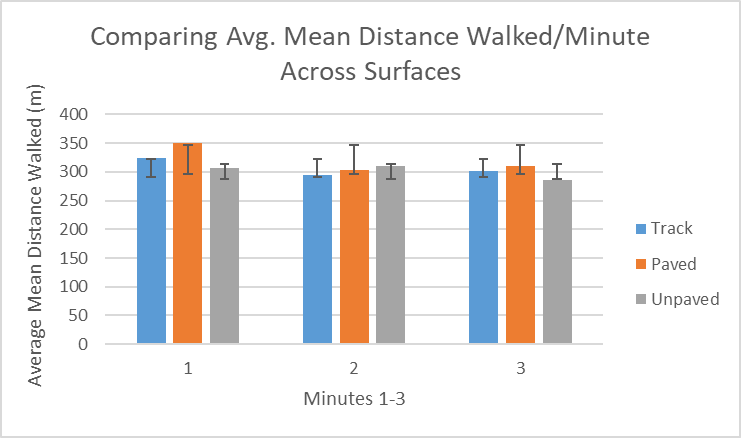 Comparing Avg. Mean Distance Walked/Minute
Across Surfaces
Average Mean Distance Walked (m)
400
350
300
250
200
150
100
50
0
1
2
3
Minutes 1-3
Track
Paved
Unpaved